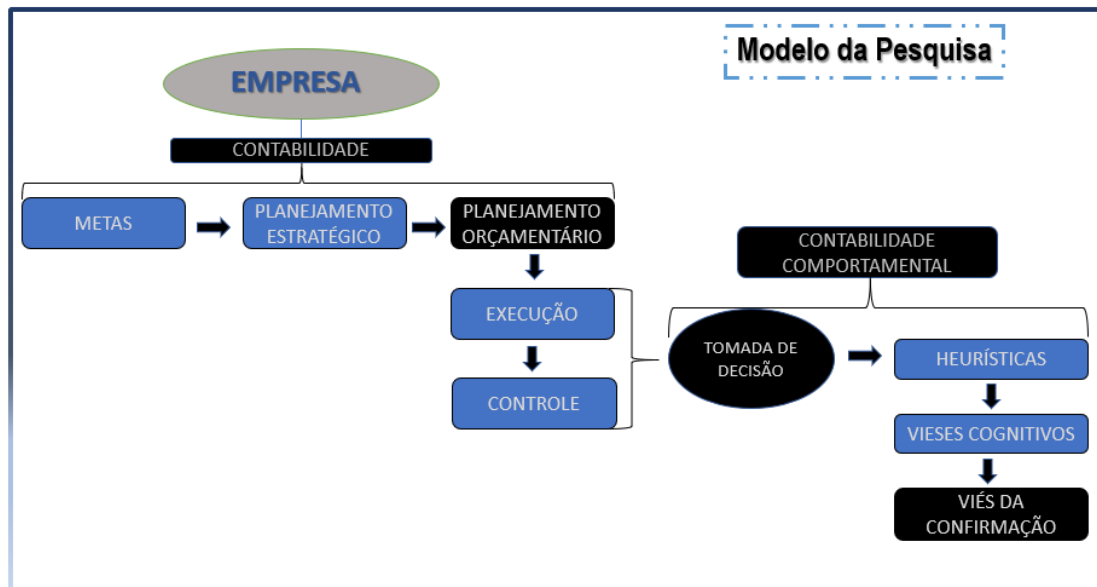 Modelo da Pesquisa
EMPRESA
CONTABILIDADE
METAS
PLANEJAMENTO
ESTRATÉGICO
PLANEJAMENTO
ORÇAMENTÁRIO
EXECUÇÃO
CONTROLE
CONTABILIDADE
COMPORTAMENTAL
TOMADA DE
DECISÃO
HEURÍSTICAS
VIESES COGNITIVOS
VIÉS DA
CONFIRMAÇÃO